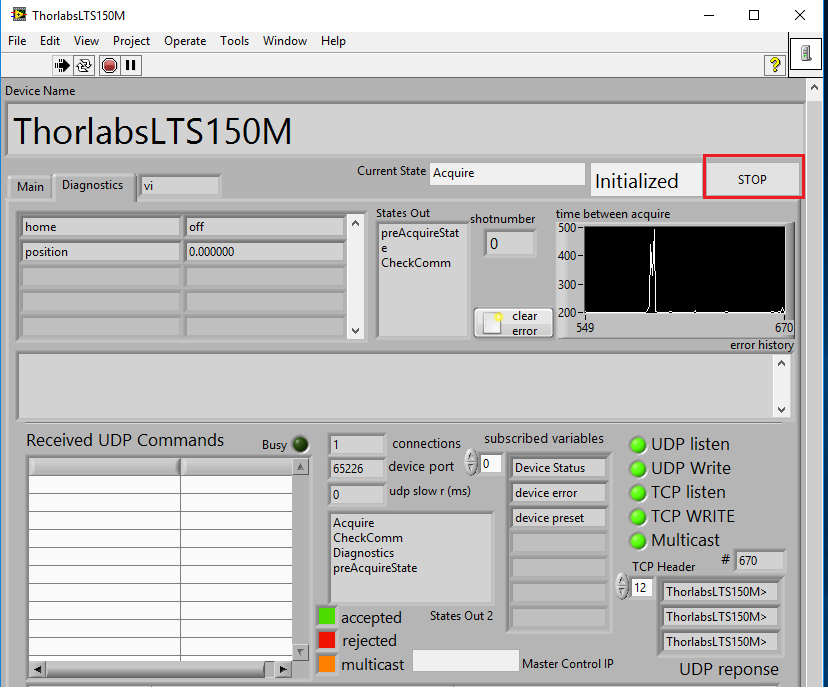 ThorlabsLTS150M
File Edit View Project Operate Tools Window Help
?
Device Name
ThorlabsLTS150M
Main Diagnostics vi
Current State Acquire Initialized STOP
home off
position 0.000000
States Out
preAcquireStat
e
CheckComm
shotnumber
0
clear
error
time between acquire
500
400
300
200
549 670
error history
Received UDP Commands Busy
1 connections
65226 device port
0 udp slow r (ms)
Acquire
CheckComm
Diagnostics
preAcquireState
States Out 2
accepted
rejected
multicast
Master Control IP
subscribed variables
0
Device Status
device error
device preset
UDP listen
UDP Write
TCP listen
TCP WRITE
Multicast
# 670
TCP Header
12
ThorlabsLTS150M>
ThorlabsLTS150M>
ThorlabsLTS150M>
UDP reponse